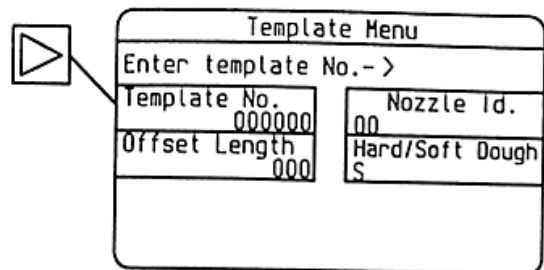 Template Menu
Enter template No.->
Template No.
000000
Nozzle Id.
00
Offset Length
000
Hard/Soft Dough
S